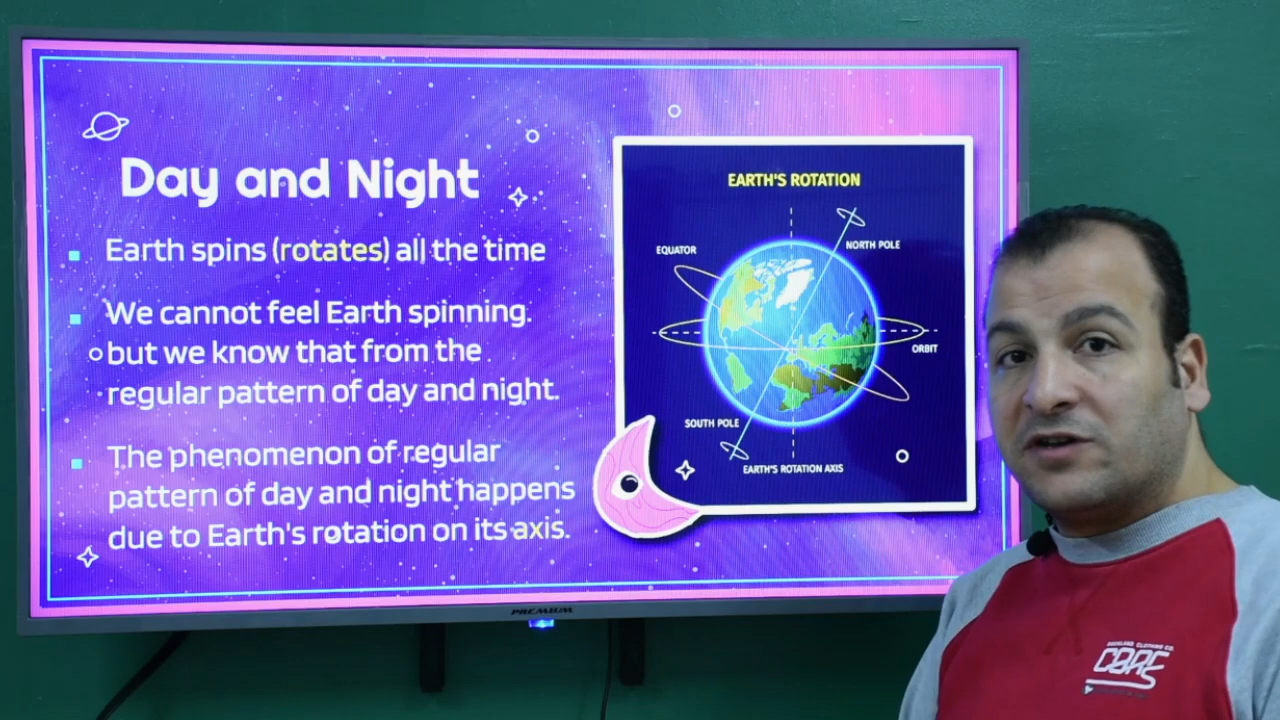 Day and Night
Earth spins (rotates) all the time
We cannot feel Earth spinning.
but we know that from the
regular pattern of day and night.
The phenomenon of regular
pattern of day and night happens
due to Earth's rotation on its axis.
EARTH'S ROTATION
EQUATOR
NORTH POLE
ORBIT
SOUTH POLE
EARTH'S ROTATION AXIS
PREMIUM
CLOTHING CO.